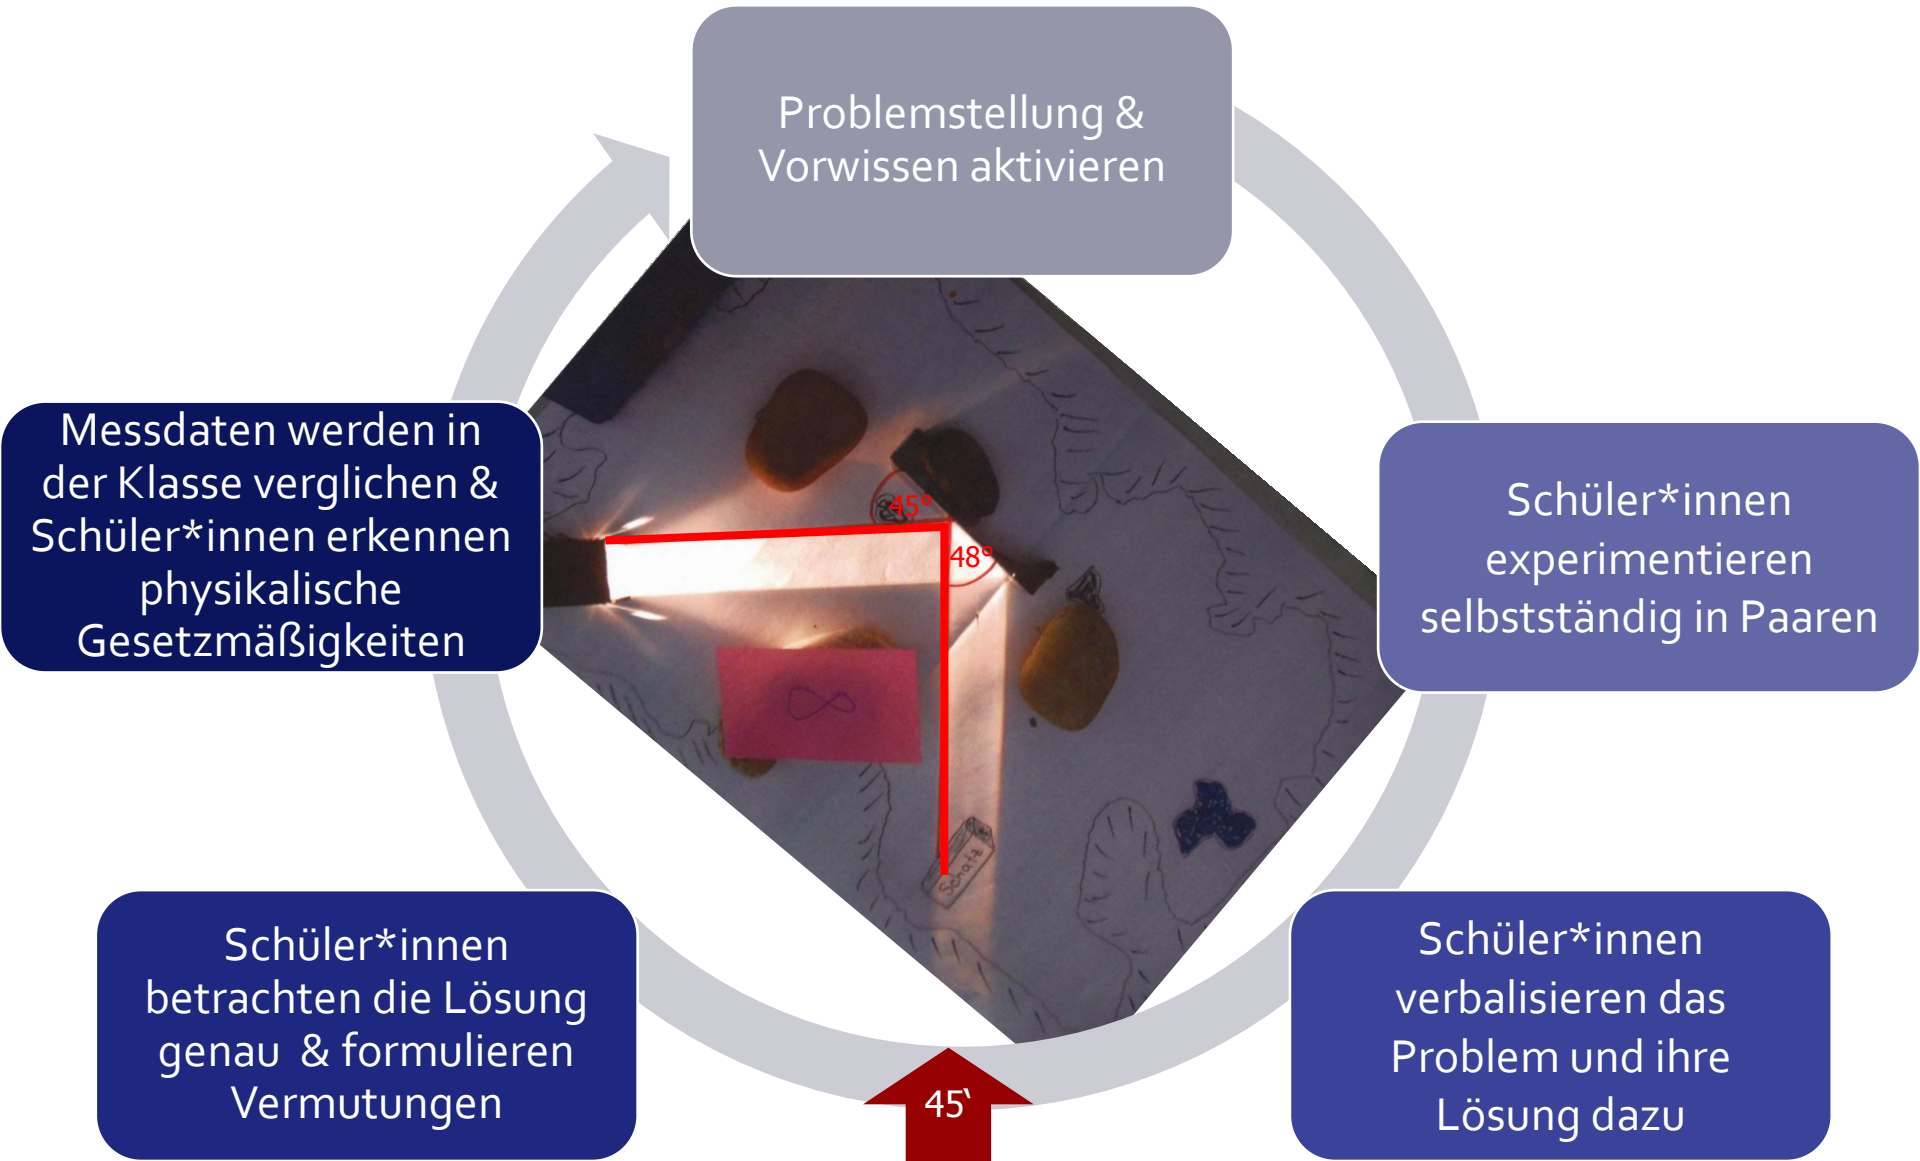 Problemstellung &
Vorwissen aktivieren
Schüler*innen
experimentieren
selbstständig in Paaren
Schüler*innen
verbalisieren das
Problem und ihre
Lösung dazu
Schüler*innen
betrachten die Lösung
genau & formulieren
Vermutungen
Messdaten werden in
der Klasse verglichen &
Schüler*innen erkennen
physikalische
Gesetzmäßigkeiten
45°
48°
Schatz
45‘